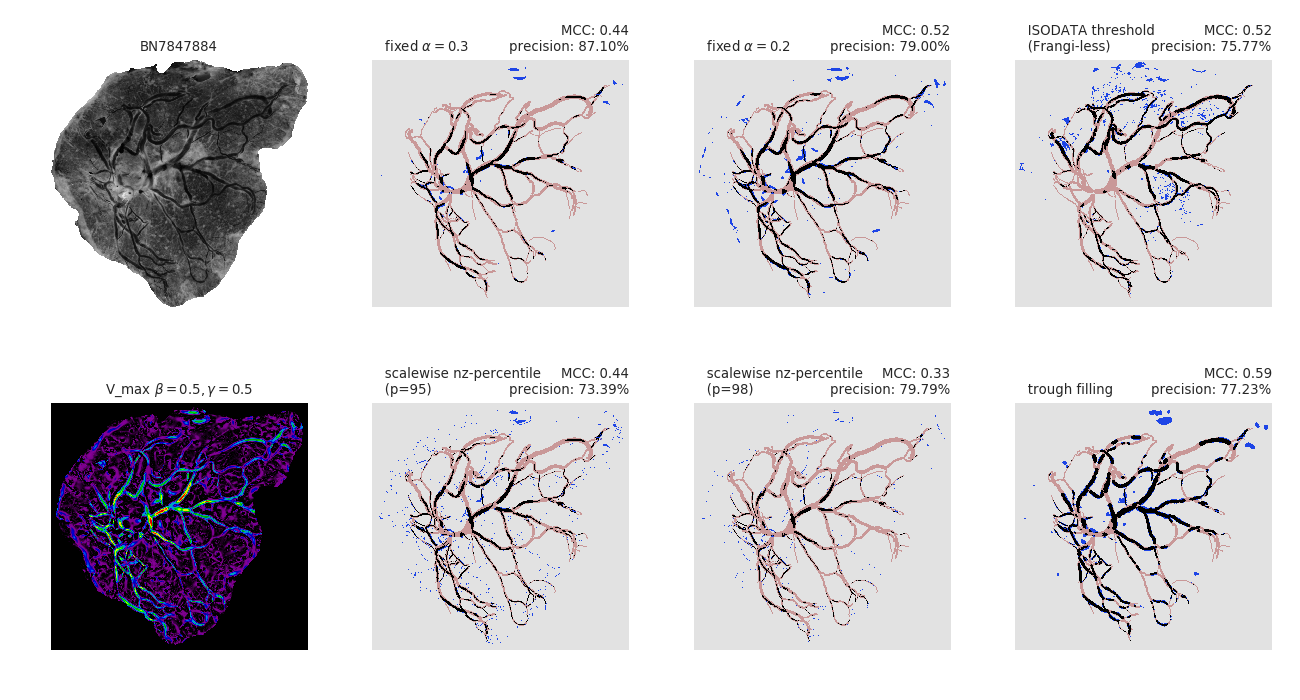 BN7847884
MCC: 0.44
fixed α = 0.3 precision: 87.10%
MCC: 0.52
fixed α = 0.2 precision: 79.00%
ISODATA threshold MCC: 0.52
(Frangi-less) precision: 75.77%
V_max β = 0.5, γ = 0.5
scalewise nz-percentile MCC: 0.44
(p=95) precision: 73.39%
scalewise nz-percentile MCC: 0.33
(p=98) precision: 79.79%
MCC: 0.59
trough filling precision: 77.23%